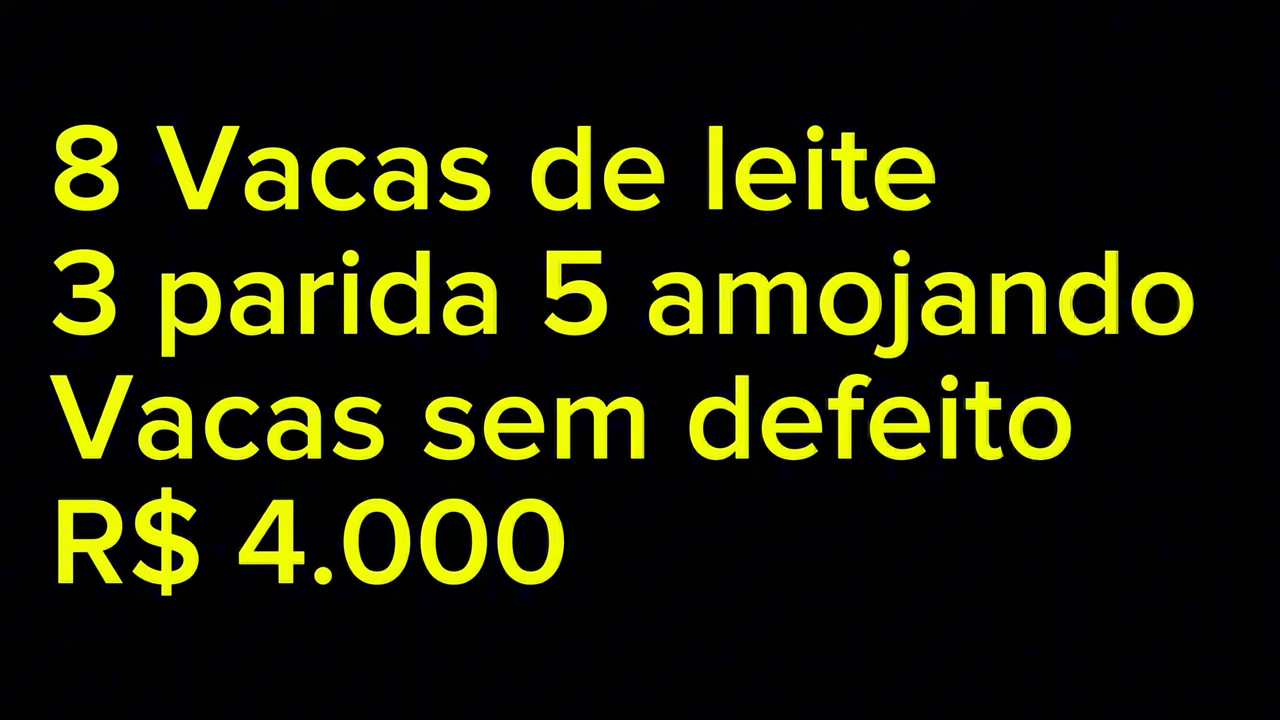 8 Vacas de leite
3 parida 5 amojando
Vacas sem defeito
R$ 4.000